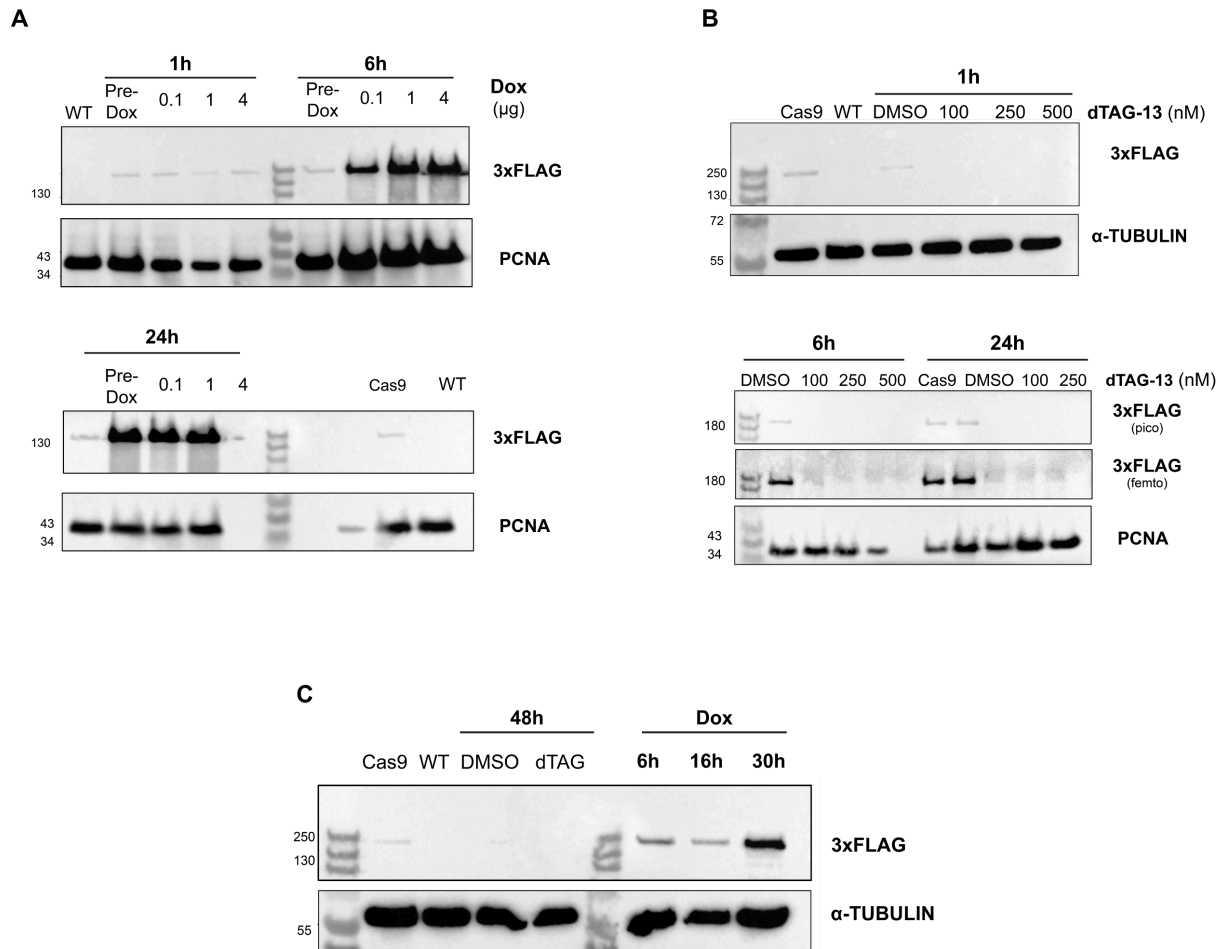 A
1h
6h
Dox
(µg)
WT
Pre-
Dox
0.1
1
4
Pre-
Dox
0.1
1
4
130
3xFLAG
43
34
PCNA
24h
Pre-
Dox
0.1
1
4
Cas9
WT
130
3xFLAG
43
34
PCNA
B
1h
Cas9 WT DMSO 100 250 500 dTAG-13 (nM)
250
130
3xFLAG
72
55
α-TUBULIN
6h
24h
DMSO 100 250 500 Cas9 DMSO 100 250 dTAG-13 (nM)
180
3xFLAG
(pico)
180
3xFLAG
(femto)
43
34
PCNA
C
48h
Dox
Cas9 WT DMSO dTAG 6h 16h 30h
250
130
3xFLAG
55
α-TUBULIN